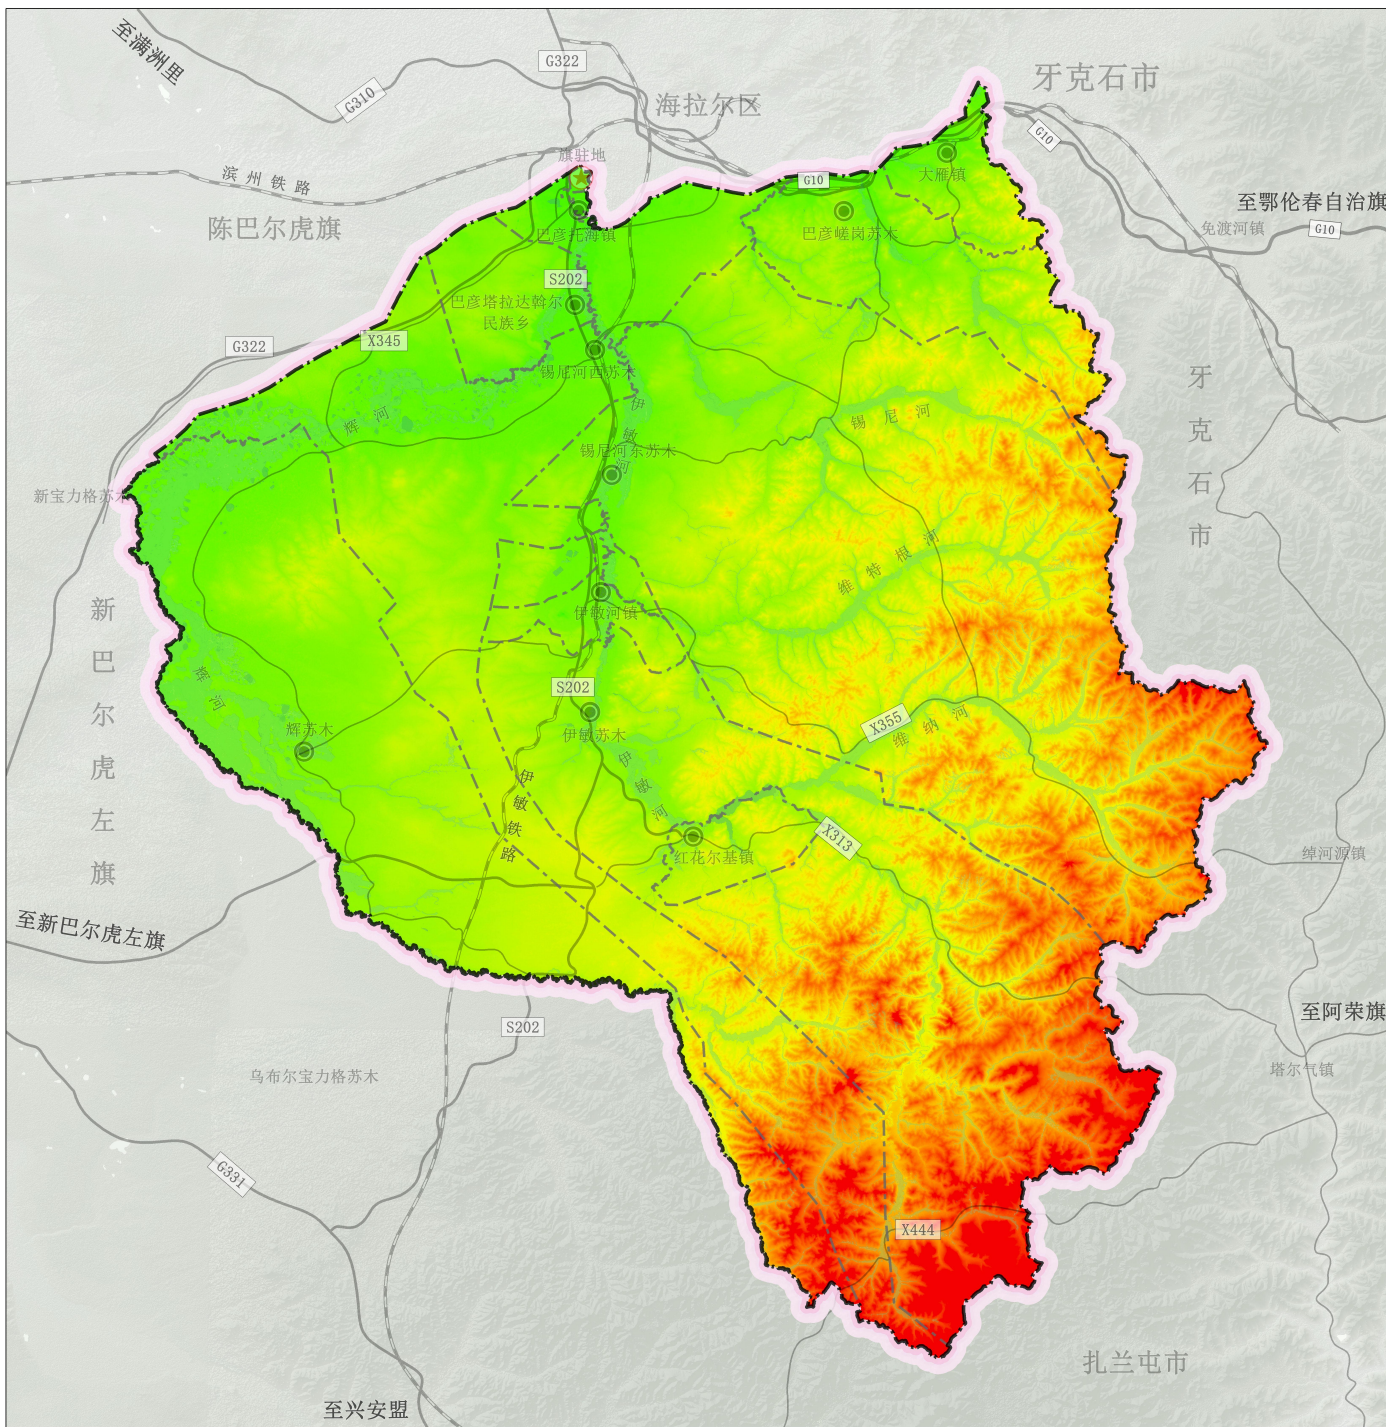 至满洲里
G322
牙克石市
G310
海拉尔区
G10
旗驻地
滨州铁路
G10
大雁镇
至鄂伦春自治旗
陈巴尔虎旗
巴彦托海镇
巴彦嵯岗苏木
免渡河镇
G10
S202
巴彦塔拉达斡尔
民族乡
X345
G322
锡尼河西苏木
牙克石市
辉河
伊敏河
锡尼河
锡尼河东苏木
新宝力格苏木
维特根河
新巴尔虎左旗
伊敏河镇
辉河
S202
X355
维纳河
辉苏木
伊敏苏木
伊敏河
伊敏铁路
X313
红花尔基镇
绰河源镇
至新巴尔虎左旗
至阿荣旗
S202
塔尔气镇
乌布尔宝力格苏木
G331
X444
扎兰屯市
至兴安盟